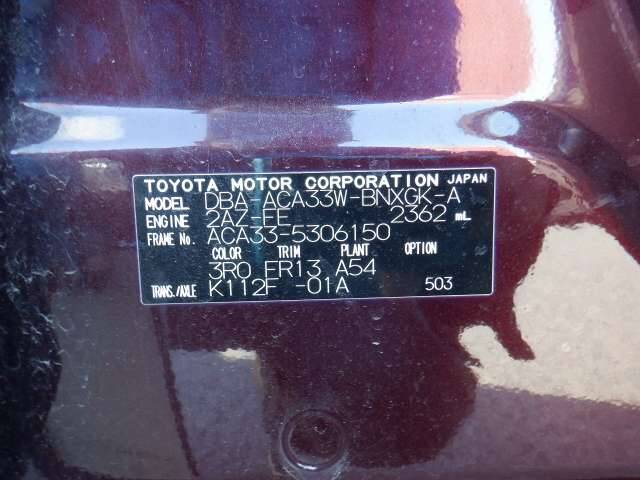 TOYOTA MOTOR CORPORATION JAPAN
MODEL DBA-ACA33W-BNXGK-A
ENGINE 2AZ-FE 2362 mL
FRAME No. ACA33-5306150
COLOR TRIM PLANT OPTION
3R0 FR13 A54
TRANS./AXLE K112F -01A 503